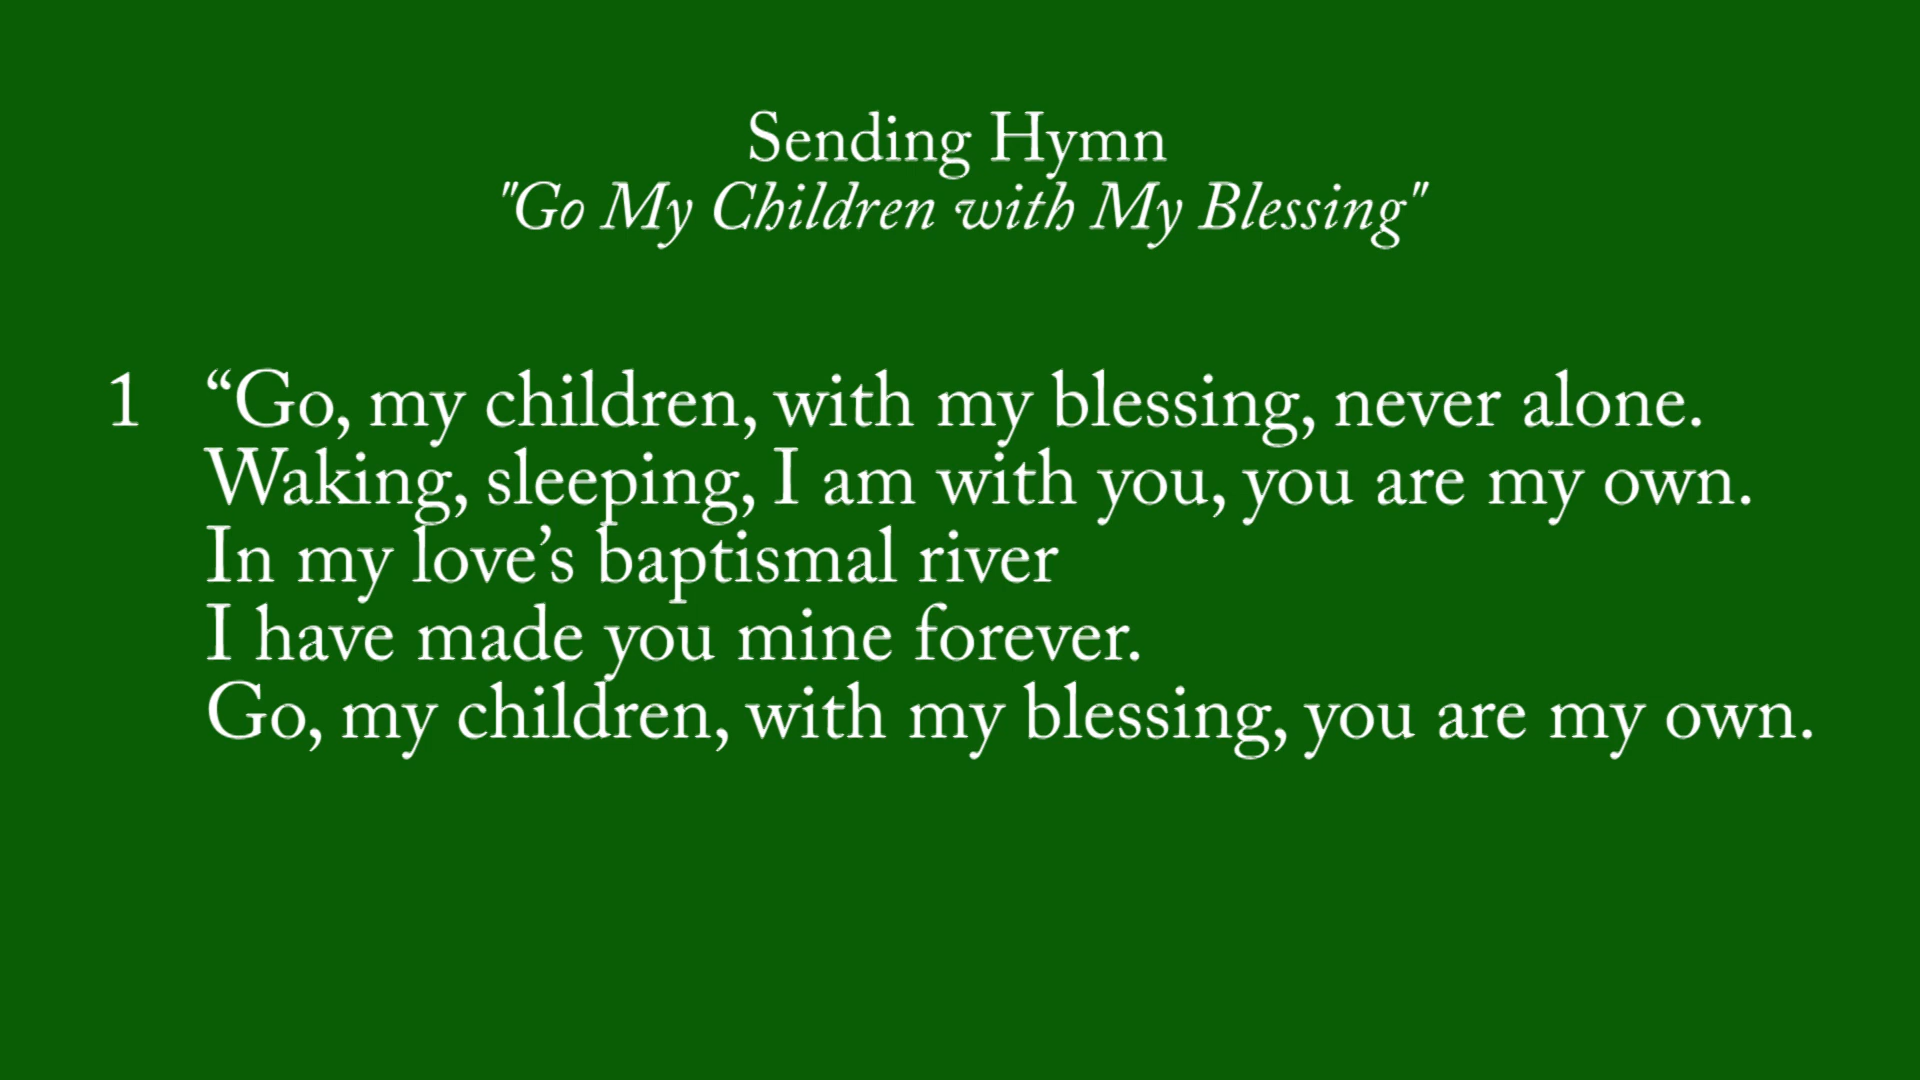 Sending Hymn
"Go My Children with My Blessing"
1 “Go, my children, with my blessing, never alone.
Waking, sleeping, I am with you, you are my own.
In my love’s baptismal river
I have made you mine forever.
Go, my children, with my blessing, you are my own.